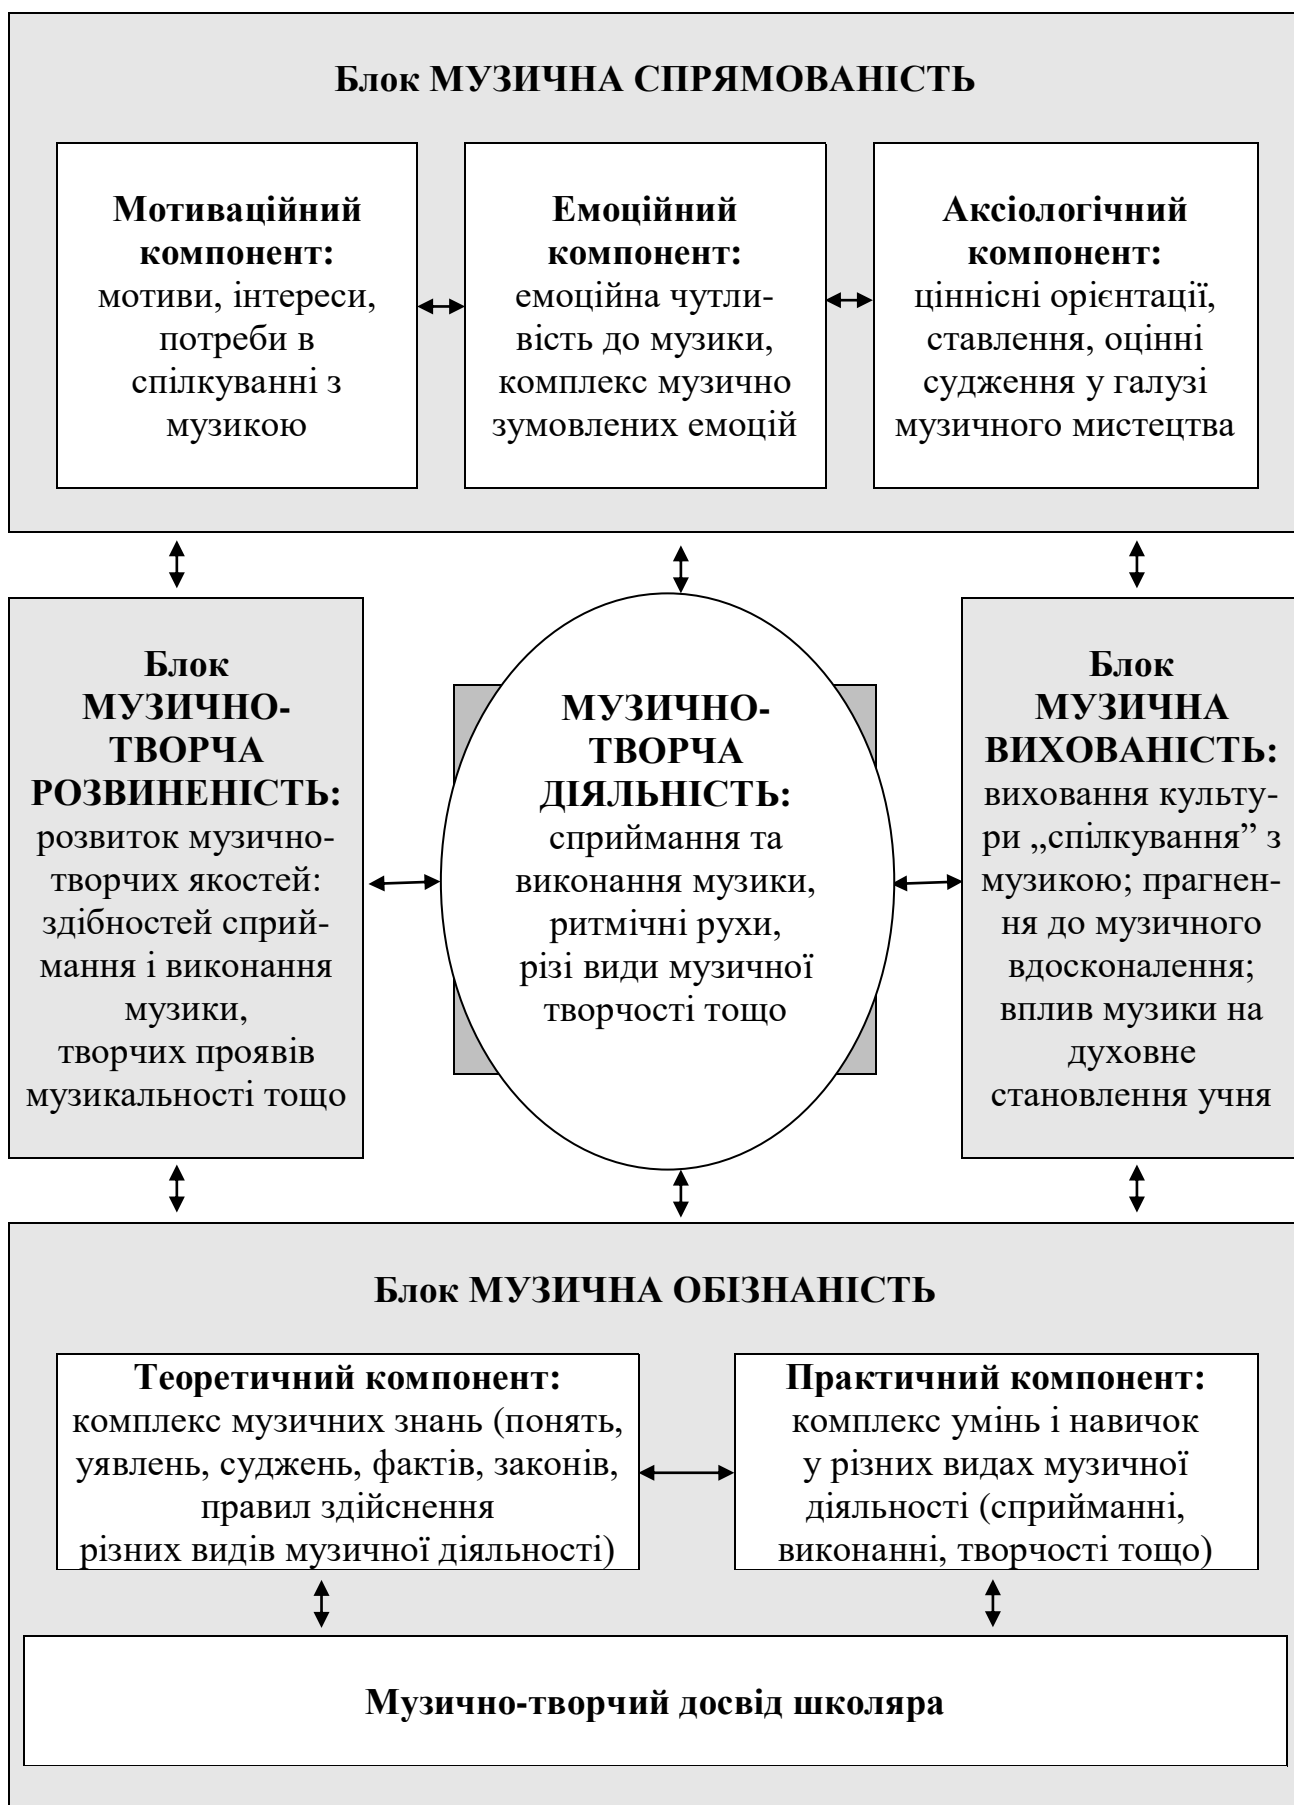 Блок МУЗИЧНА СПРЯМОВАНІСТЬ
Мотиваційний
компонент:
мотиви, інтереси,
потреби в
спілкуванні з
музикою
Емоційний
компонент:
емоційна чутли-
вість до музики,
комплекс музично
зумовлених емоцій
Аксіологічний
компонент:
ціннісні орієнтації,
ставлення, оцінні
судження у галузі
музичного мистецтва
Блок
МУЗИЧНО-
ТВОРЧА
РОЗВИНЕНІСТЬ:
розвиток музично-
творчих якостей:
здібностей сприй-
мання і виконання
музики,
творчих проявів
музикальності тощо
МУЗИЧНО-
ТВОРЧА
ДІЯЛЬНІСТЬ:
сприймання та
виконання музики,
ритмічні рухи,
різі види музичної
творчості тощо
Блок
МУЗИЧНА
ВИХОВАНІСТЬ:
виховання культу-
ри „спілкування” з
музикою; прагнен-
ня до музичного
вдосконалення;
вплив музики на
духовне
становлення учня
Блок МУЗИЧНА ОБІЗНАНІСТЬ
Теоретичний компонент:
комплекс музичних знань (понять,
уявлень, суджень, фактів, законів,
правил здійснення
різних видів музичної діяльності)
Практичний компонент:
комплекс умінь і навичок
у різних видах музичної
діяльності (сприйманні,
виконанні, творчості тощо)
Музично-творчий досвід школяра